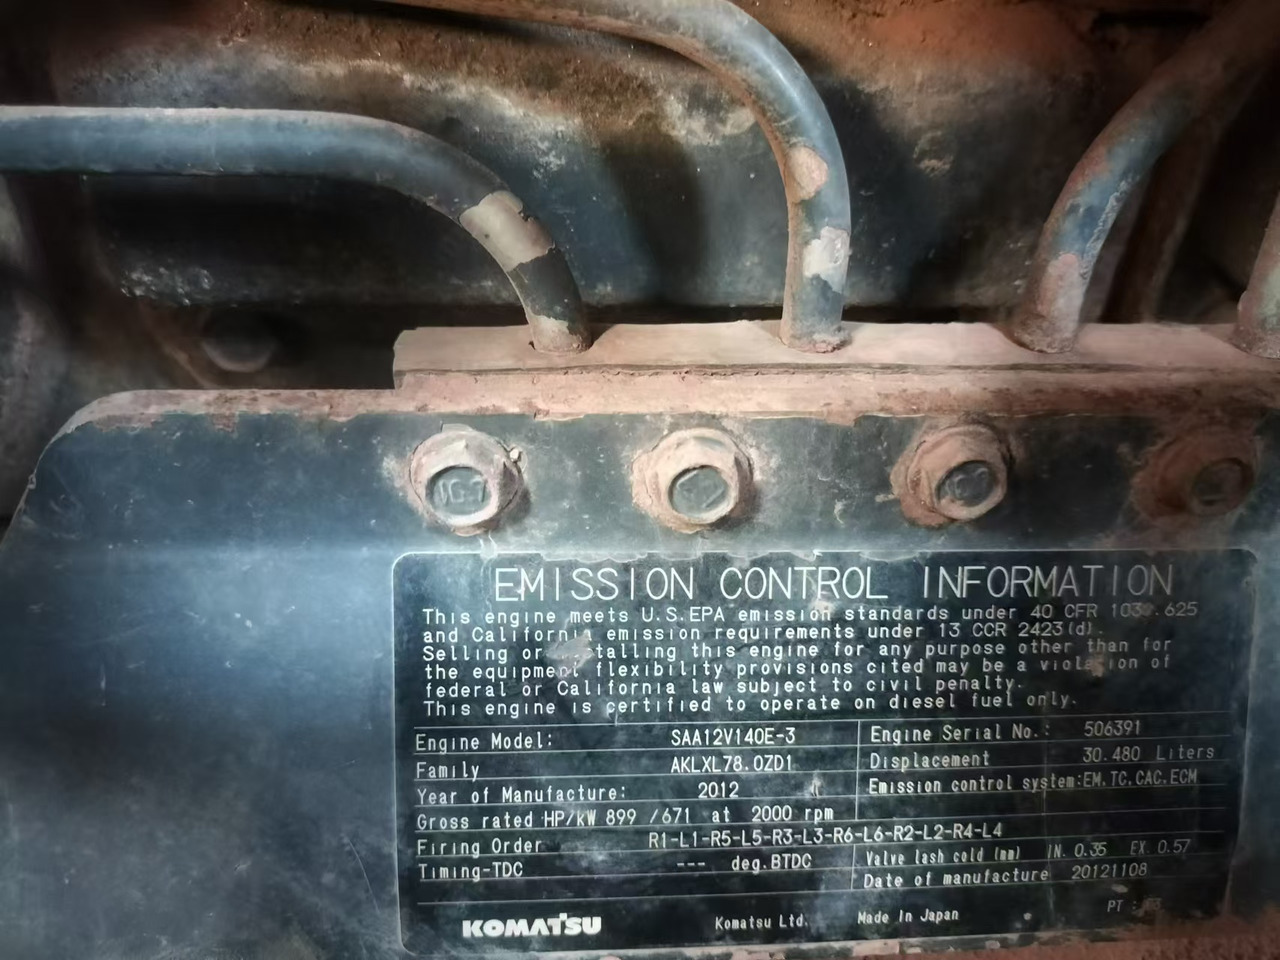 10.7
EMISSION CONTROL INFORMATION
This engine meets U.S.EPA emission standards under 40 CFR
and California emission requirements under 13 CCR 2423(d).
Selling or this engine for any purpose other than for
the equipment flexibility provisions cited may be a violation of
federal or California law subject to civil penalty.
This engine is certified to operate on diesel fuel only.
Engine Model: SAA12V140E-3 Engine Serial No.: 506391
Family AKLXL78.0ZD1 Displacement 30.480 Liters
Year of Manufacture: 2012 Emission control system:EM.TC.CAC.ECM
Gross rated HP/kW 899 /671 at 2000 rpm
Firing Order R1-L1-R5-L5-R3-L3-R6-L6-R2-L2-R4-L4
Timing-TDC --- deg.BTDC Valve lash cold (mm) IN. 0.35 EX. 0.57
Date of manufacture 20121108
PT :
KOMATSU Komatsu Ltd. Made In Japan